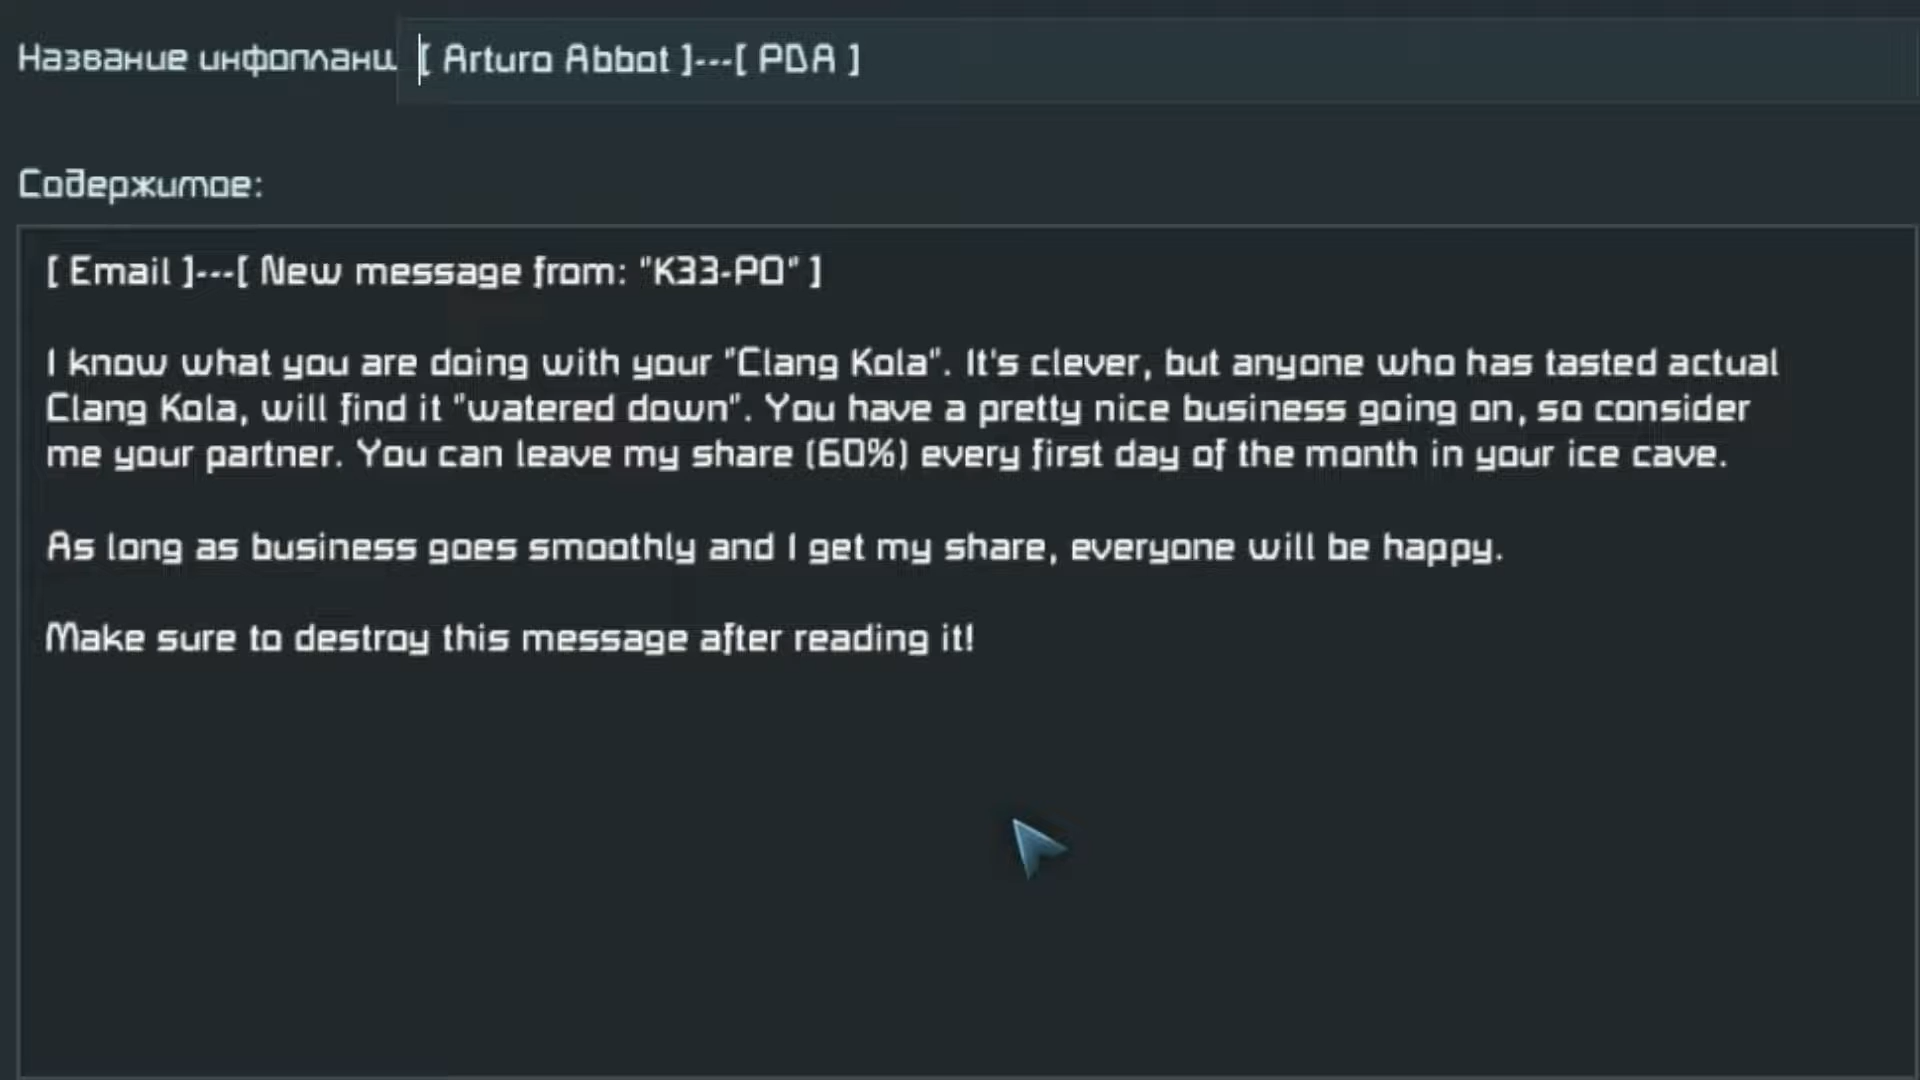 Название инфопланш
[ Arturo Abbot ]---[ PDA ]
Содержимое:
[ Email ]---[ New message from: "K33-PO" ]
I know what you are doing with your "Clang Kola". It's clever, but anyone who has tasted actual
Clang Kola, will find it "watered down". You have a pretty nice business going on, so consider
me your partner. You can leave my share (60%) every first day of the month in your ice cave.
As long as business goes smoothly and I get my share, everyone will be happy.
Make sure to destroy this message after reading it!